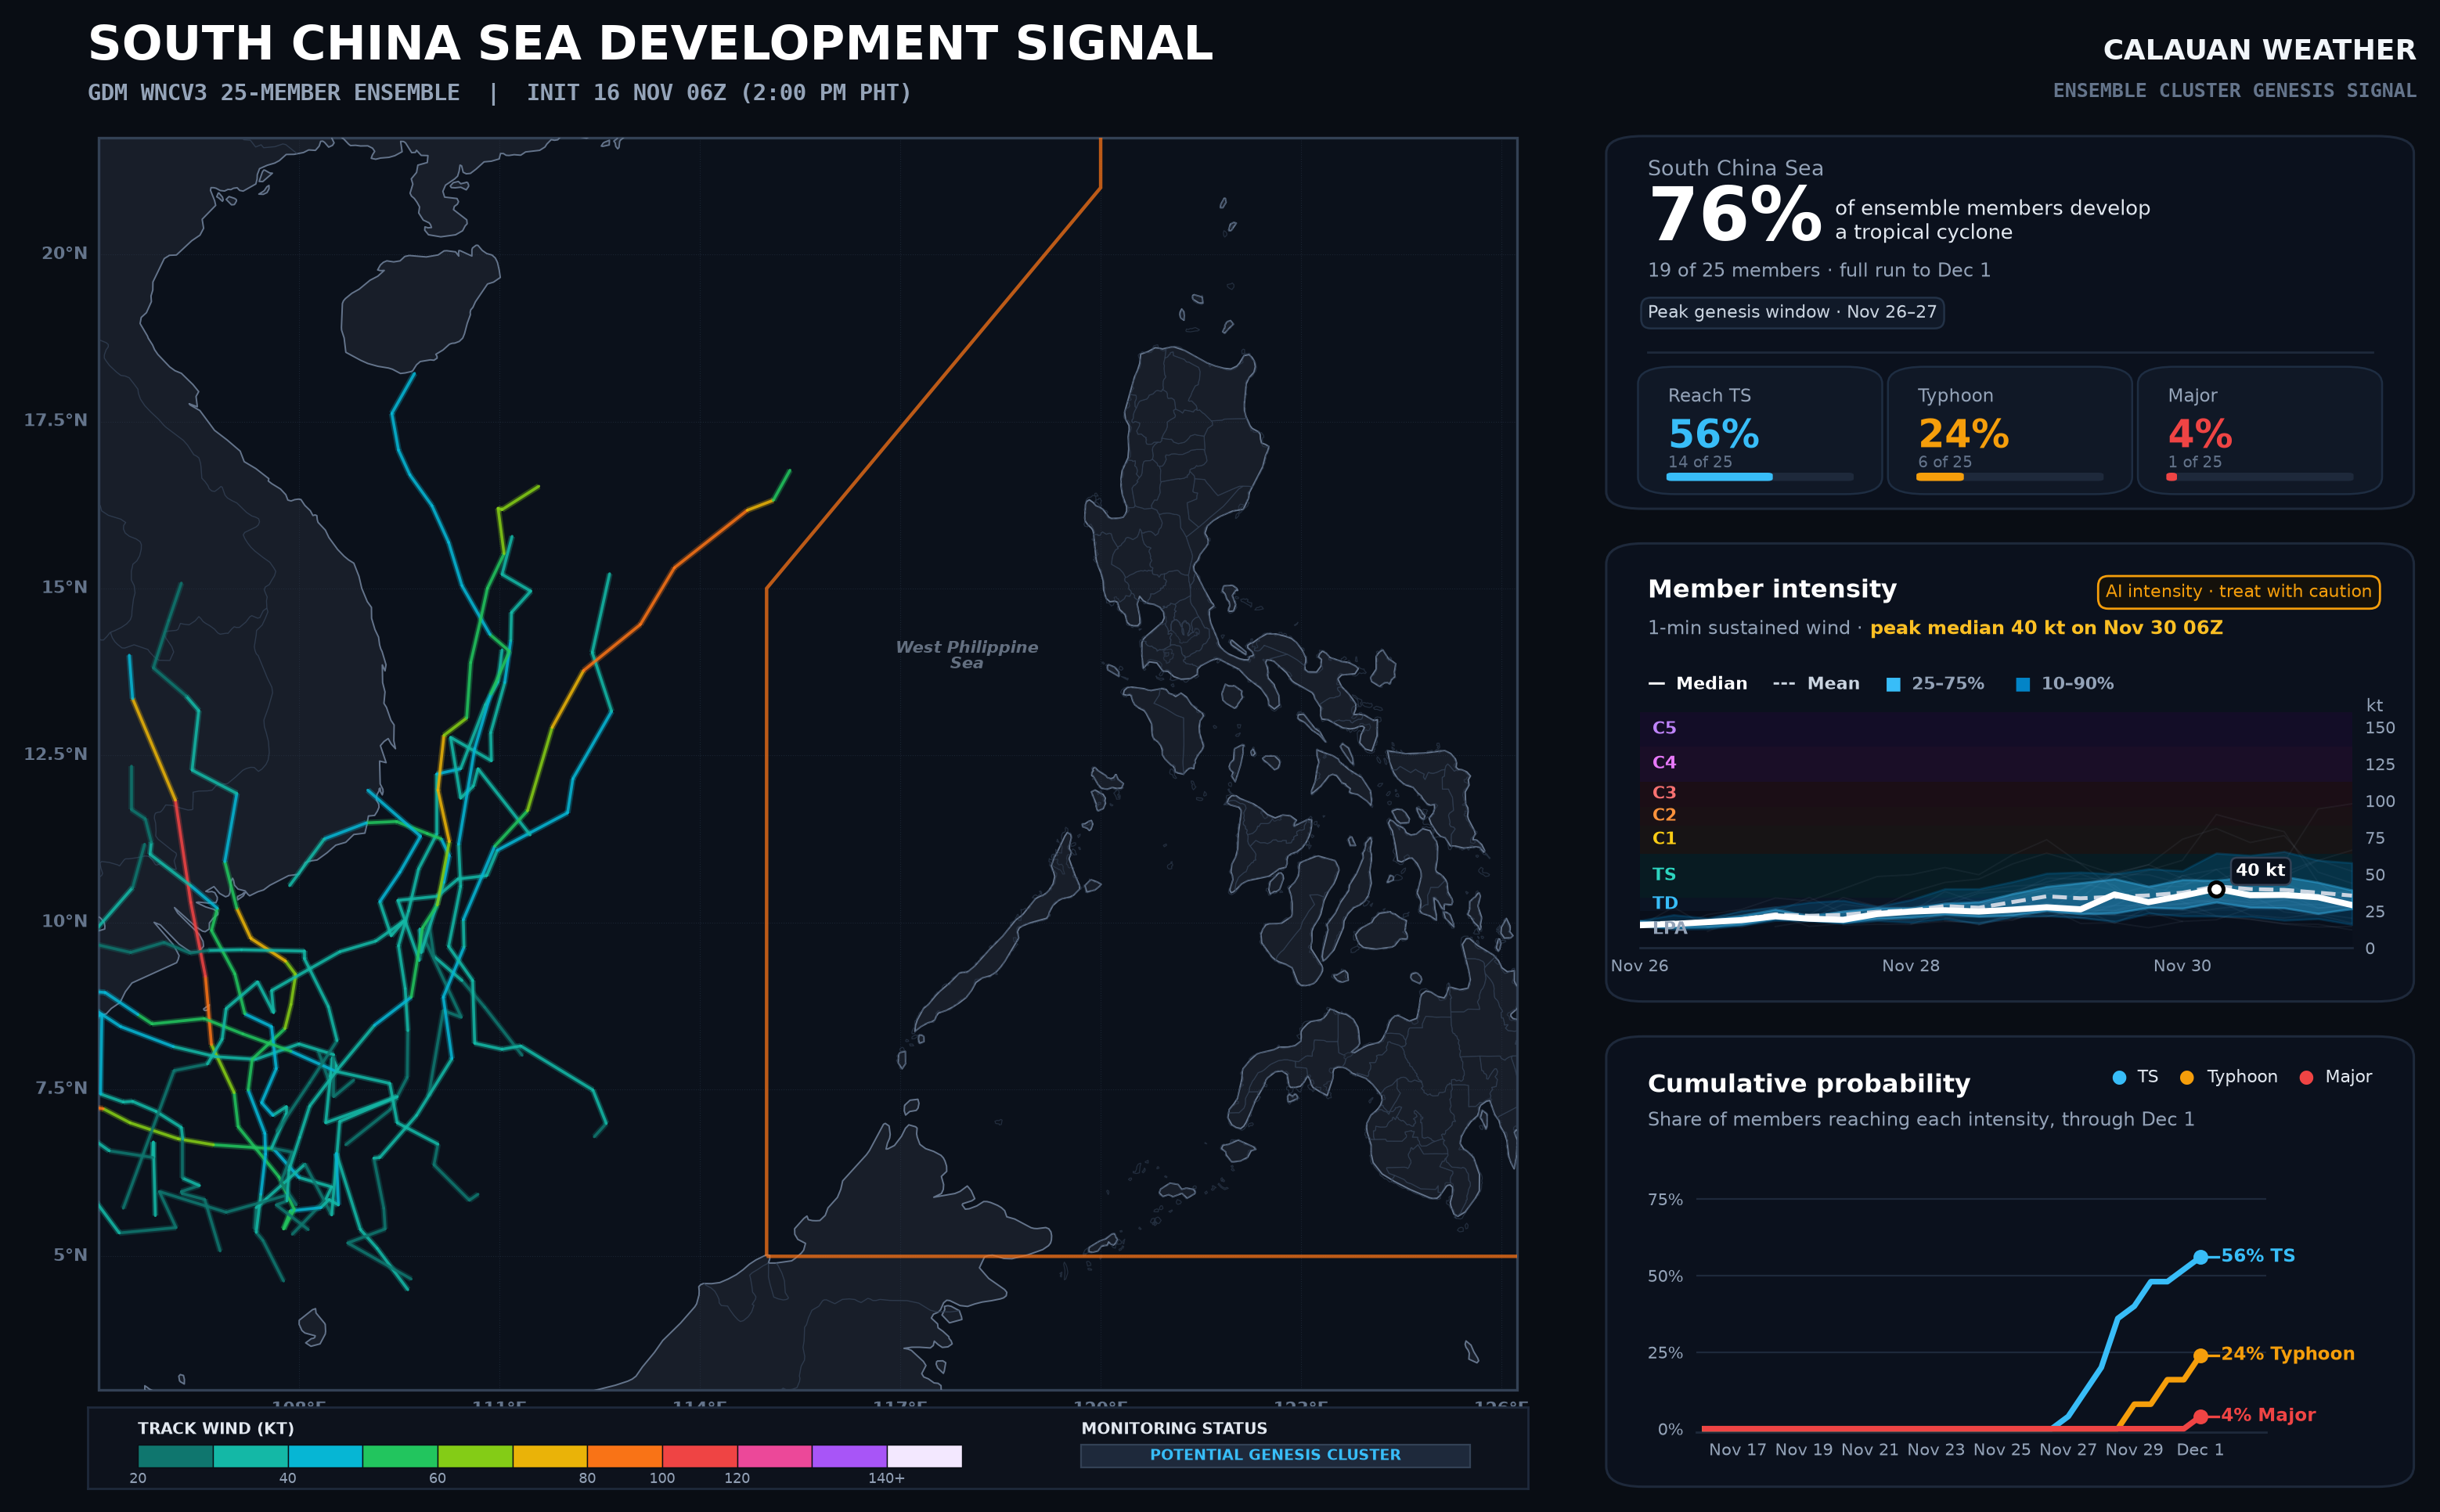 SOUTH CHINA SEA DEVELOPMENT SIGNAL
GDM WNCV3 25-MEMBER ENSEMBLE | INIT 16 NOV 06Z (2:00 PM PHT)
CALAUAN WEATHER
ENSEMBLE CLUSTER GENESIS SIGNAL
20°N
17.5°N
15°N
12.5°N
10°N
7.5°N
5°N
West Philippine
Sea
108°E 111°E 114°E 117°E 120°E 123°E 126°E
TRACK WIND (KT)
20 40 60 80 100 120 140+
MONITORING STATUS
POTENTIAL GENESIS CLUSTER
South China Sea
76% of ensemble members develop
a tropical cyclone
19 of 25 members · full run to Dec 1
Peak genesis window · Nov 26–27
Reach TS
56%
14 of 25
Typhoon
24%
6 of 25
Major
4%
1 of 25
Member intensity
AI intensity · treat with caution
1-min sustained wind · peak median 40 kt on Nov 30 06Z
Median Mean 25–75% 10–90%
kt
C5
C4
C3
C2
C1
TS
TD
LPA
150
125
100
75
50
25
0
40 kt
Nov 26 Nov 28 Nov 30
Cumulative probability
TS Typhoon Major
Share of members reaching each intensity, through Dec 1
75%
50%
25%
0%
56% TS
24% Typhoon
4% Major
Nov 17 Nov 19 Nov 21 Nov 23 Nov 25 Nov 27 Nov 29 Dec 1